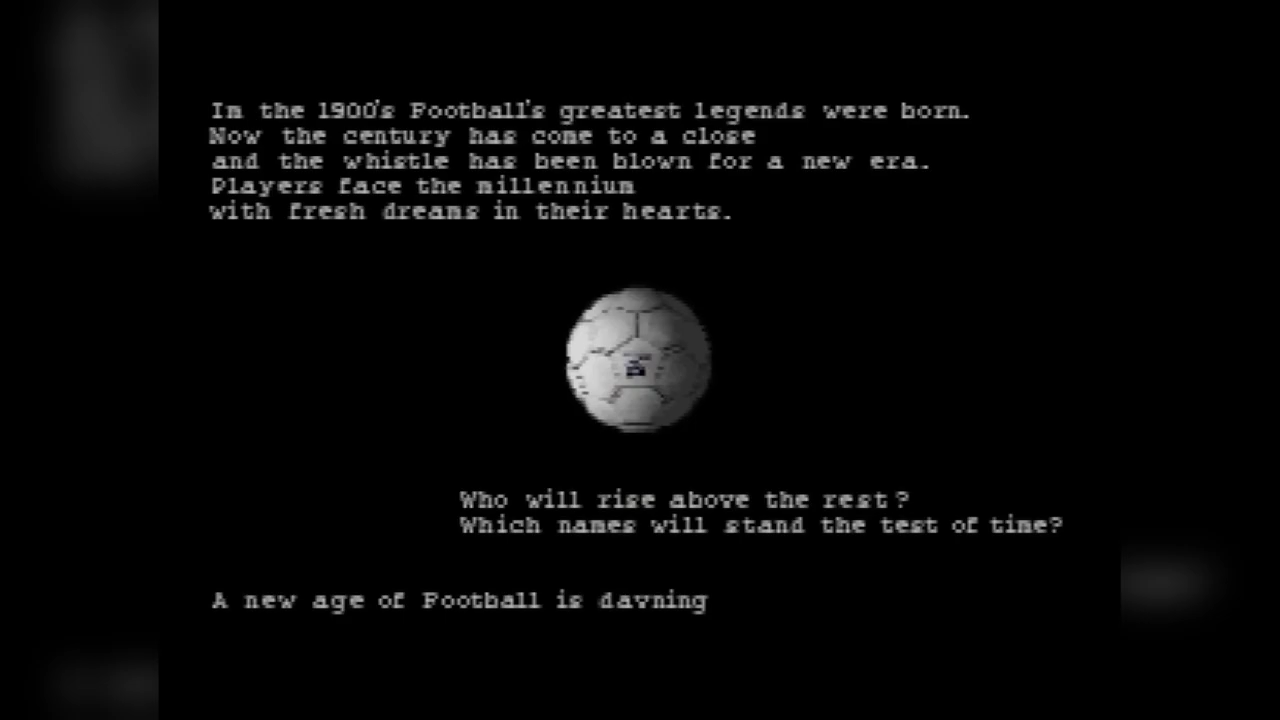 In the 1900's Football's greatest legends were born.
Now the century has come to a close
and the whistle has been blown for a new era.
Players face the millennium
with fresh dreams in their hearts.
Who will rise above the rest?
Which names will stand the test of time?
A new age of Football is dawning